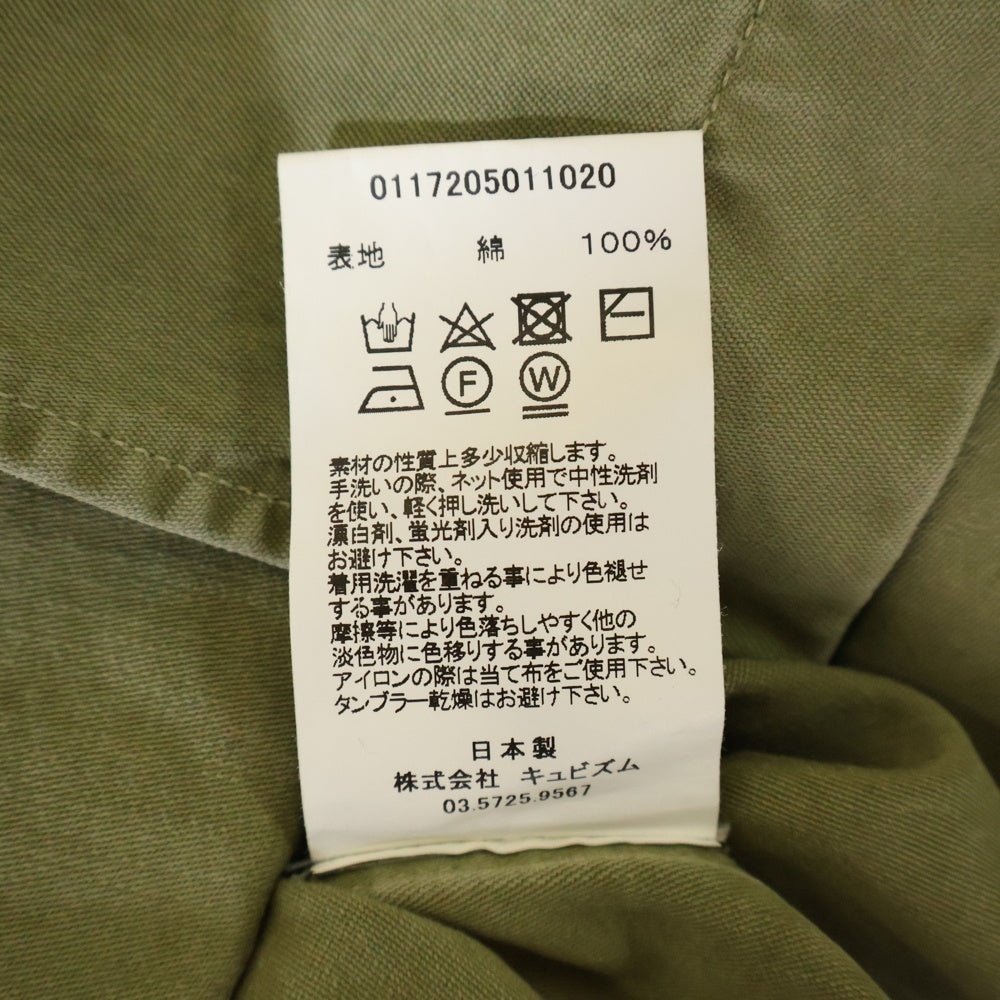 0117205011020
表地 綿 100%
F W
素材の性質上多少収縮します。
手洗いの際、ネット使用で中性洗剤
を使い、軽く押し洗いして下さい。
漂白剤、蛍光剤入り洗剤の使用は
お避け下さい。
着用洗濯を重ねる事により色褪せ
する事があります。
摩擦等により色落ちしやすく他の
淡色物に色移りする事があります。
アイロンの際は当て布をご使用下さい。
タンブラー乾燥はお避け下さい。
日本製
株式会社 キュビズム
03.5725.9567